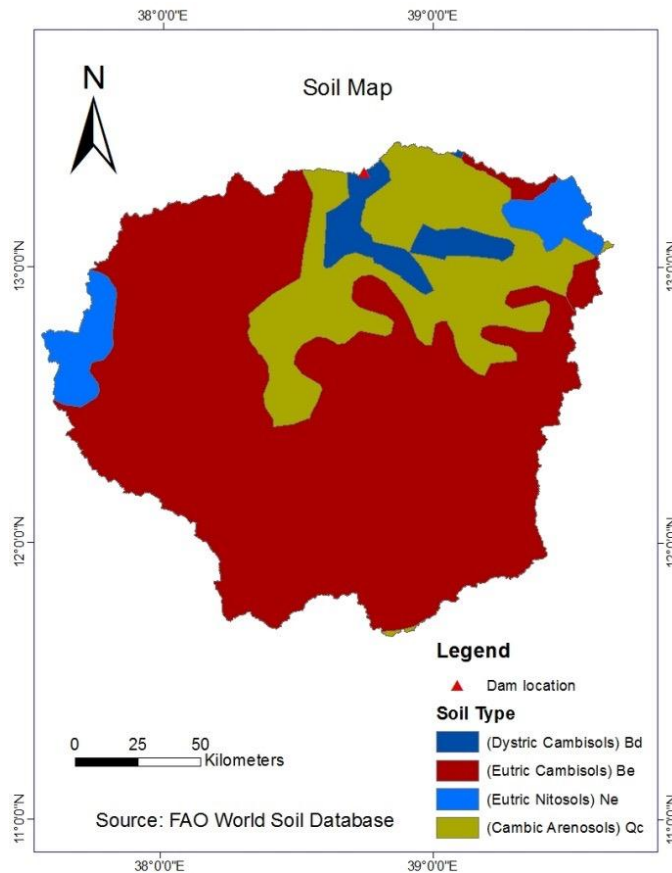 38°0'0"E 39°0'0"E
N
Soil Map
13°0'0"N 13°0'0"N
12°0'0"N 12°0'0"N
Legend
Dam location
Soil Type
(Dystric Cambisols) Bd
(Eutric Cambisols) Be
(Eutric Nitosols) Ne
(Cambic Arenosols) Qc
0 25 50
Kilometers
Source: FAO World Soil Database
11°0'0"N 11°0'0"N
38°0'0"E 39°0'0"E